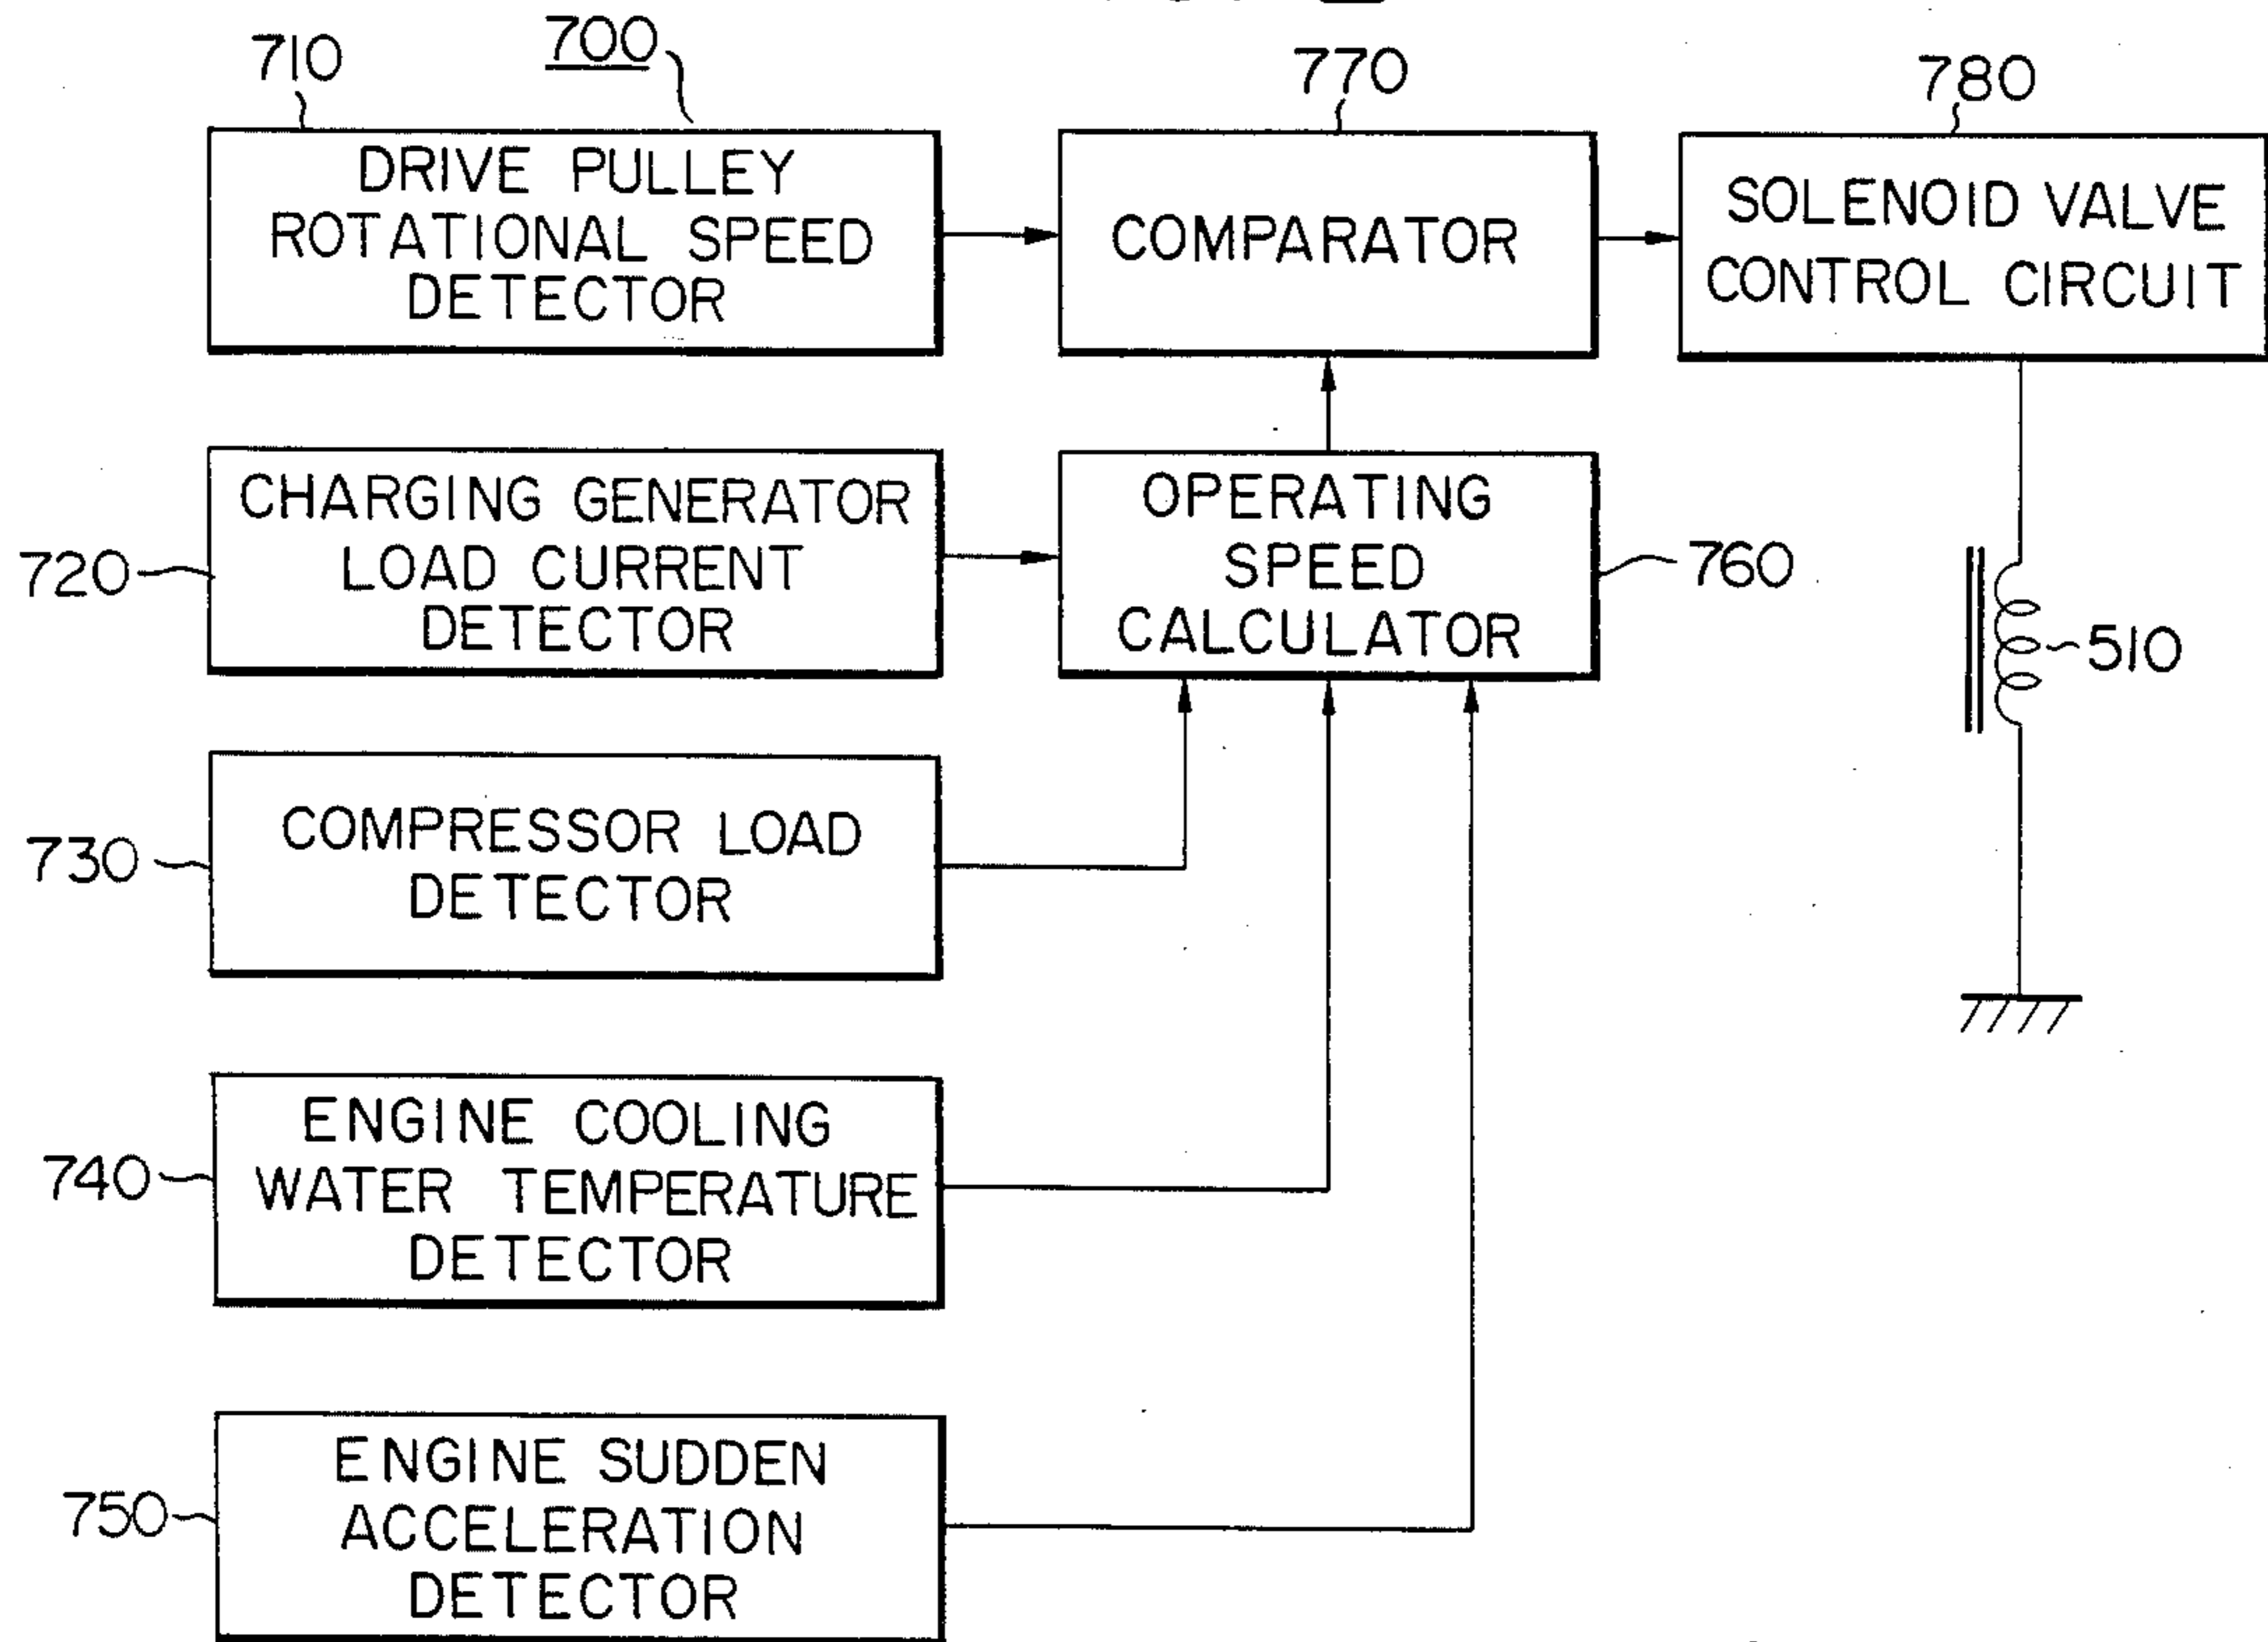 700
710
DRIVE PULLEY
ROTATIONAL SPEED
DETECTOR
770
COMPARATOR
780
SOLENOID VALVE
CONTROL CIRCUIT
720
CHARGING GENERATOR
LOAD CURRENT
DETECTOR
OPERATING
SPEED
CALCULATOR
760
510
730
COMPRESSOR LOAD
DETECTOR
740
ENGINE COOLING
WATER TEMPERATURE
DETECTOR
750
ENGINE SUDDEN
ACCELERATION
DETECTOR